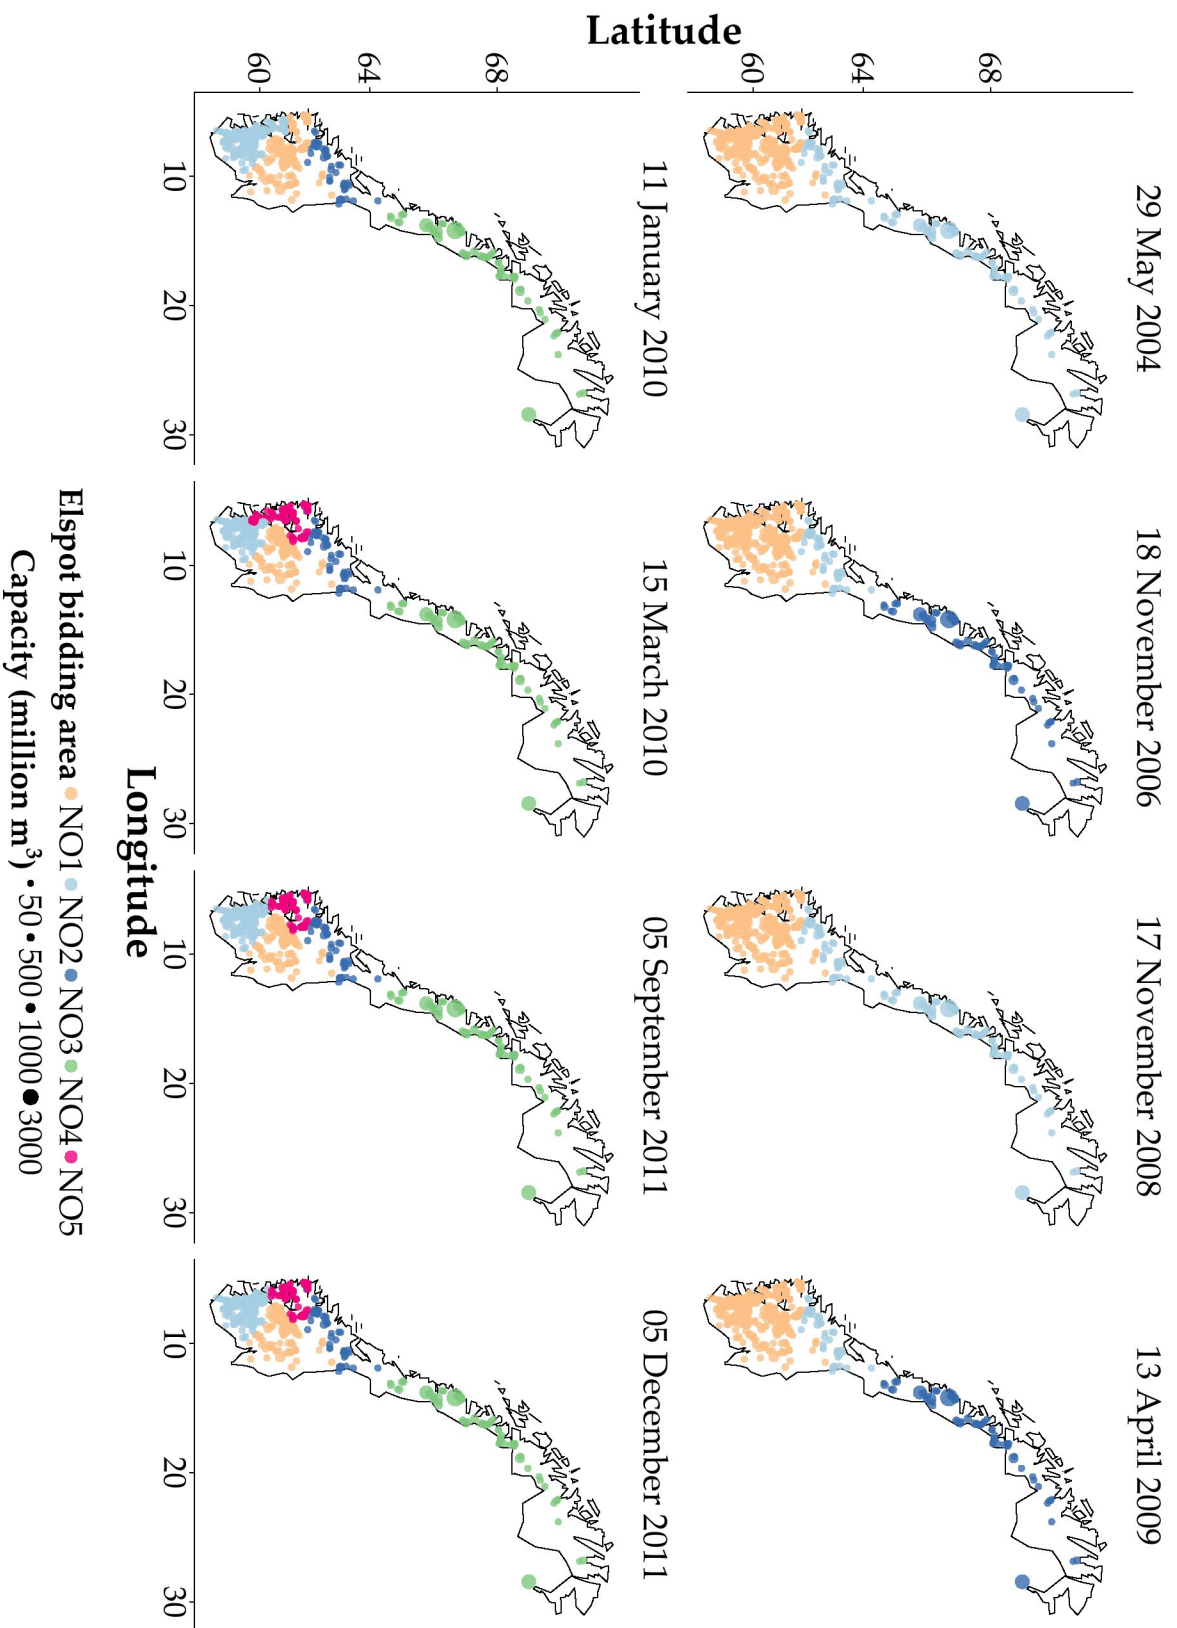 29 May 2004
18 November 2006
17 November 2008
13 April 2009
68
64
60
11 January 2010
15 March 2010
05 September 2011
05 December 2011
68
64
60
Latitude
10
20
30
10
20
30
10
20
30
10
20
30
Longitude
Elspot bidding area NO1 NO2 NO3 NO4 NO5
Capacity (million m³) 50 500 1000 3000